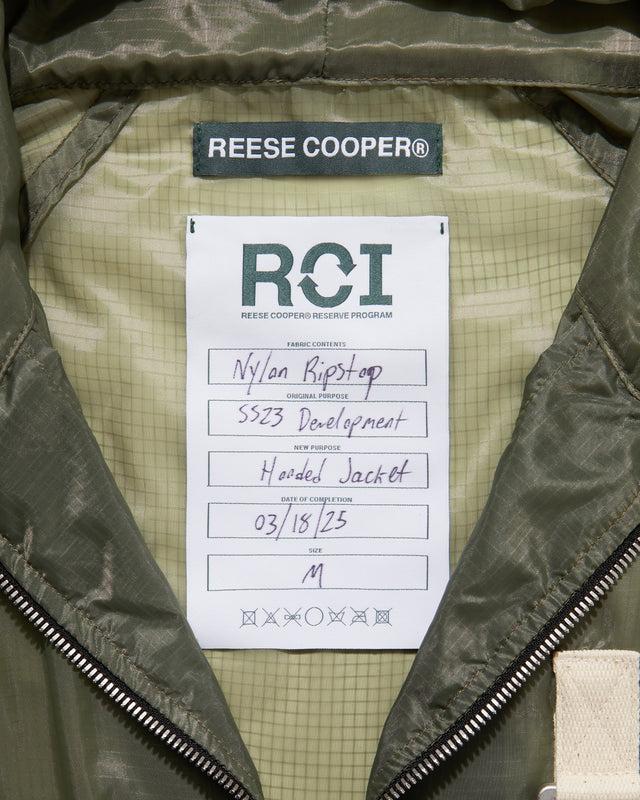 REESE COOPER®
RCI
REESE COOPER® RESERVE PROGRAM
FABRIC CONTENTS
Nylon Ripstop
ORIGINAL PURPOSE
SS23 Development
NEW PURPOSE
Hooded Jacket
DATE OF COMPLETION
03/18/25
SIZE
M